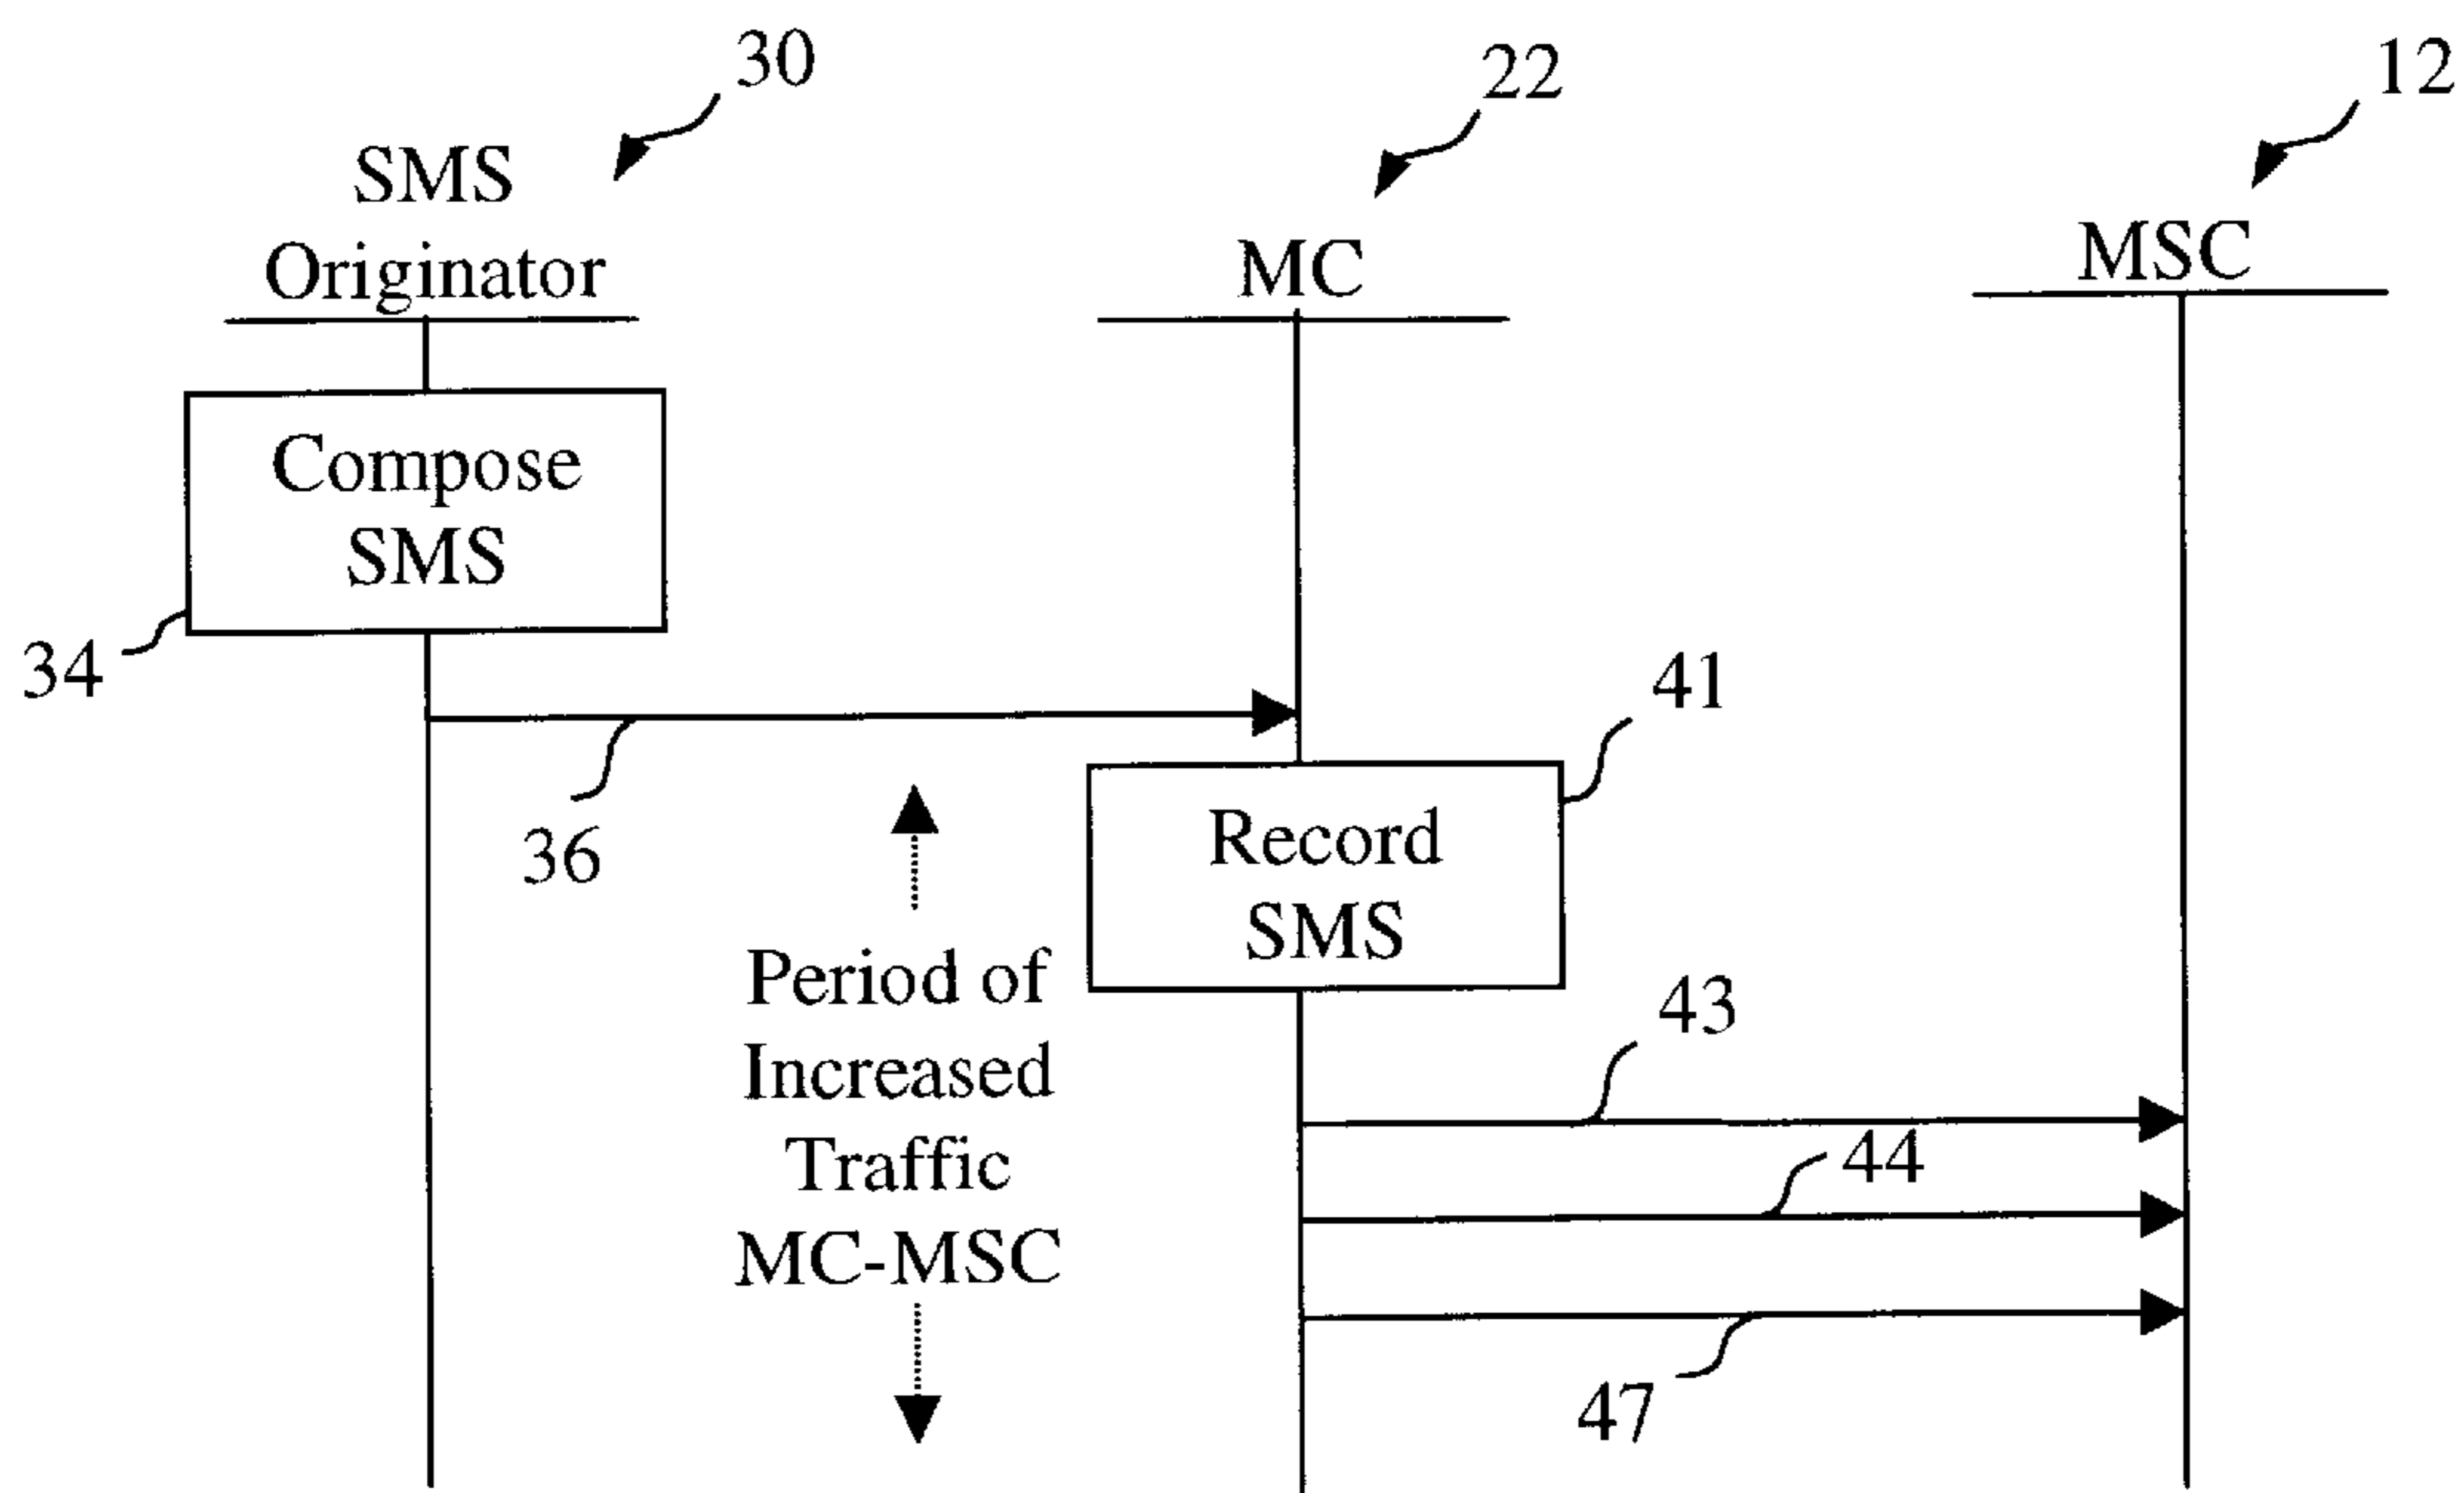 30
22
12
SMS
Originator
MC
MSC
Compose
SMS
34
36
41
Record
SMS
Period of
Increased
Traffic
MC-MSC
43
44
47